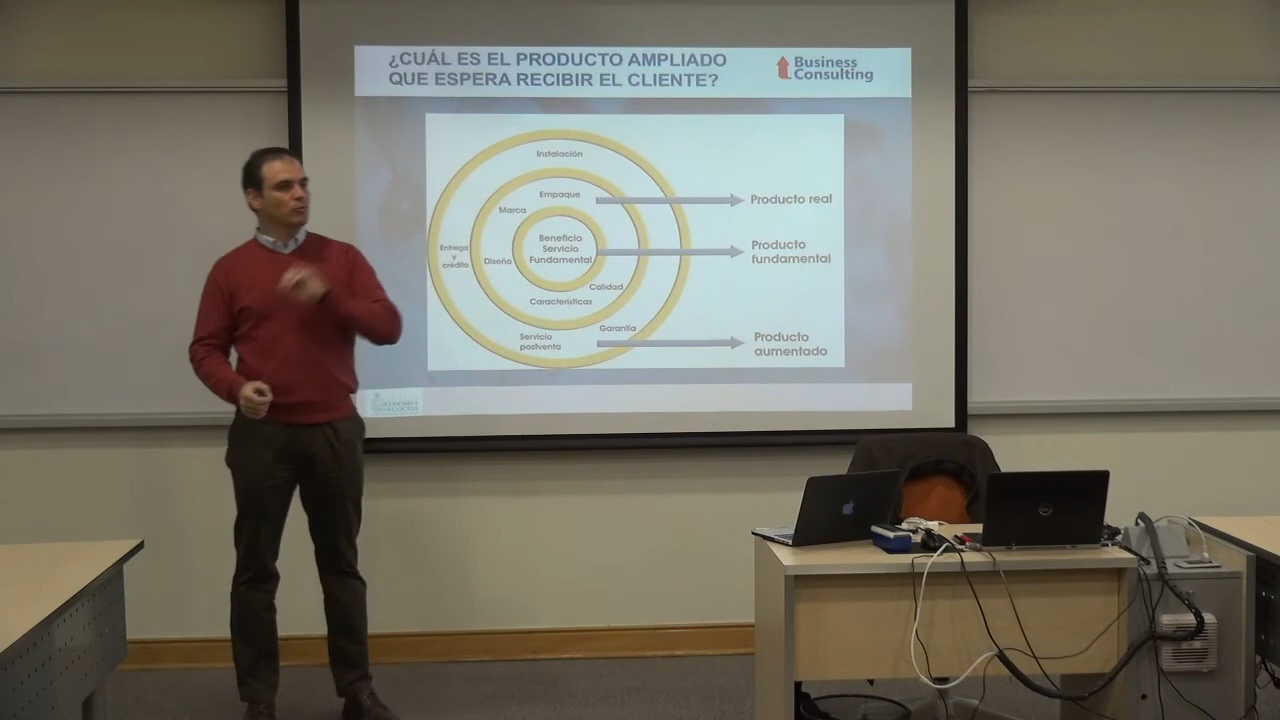 ¿CUÁL ES EL PRODUCTO AMPLIADO
QUE ESPERA RECIBIR EL CLIENTE?
Business
Consulting
Instalación
Empaque
Marca
Beneficio
Servicio
Fundamental
Entrega
y
crédito
Diseño
Calidad
Características
Garantía
Servicio
postventa
Producto real
Producto
fundamental
Producto
aumentado